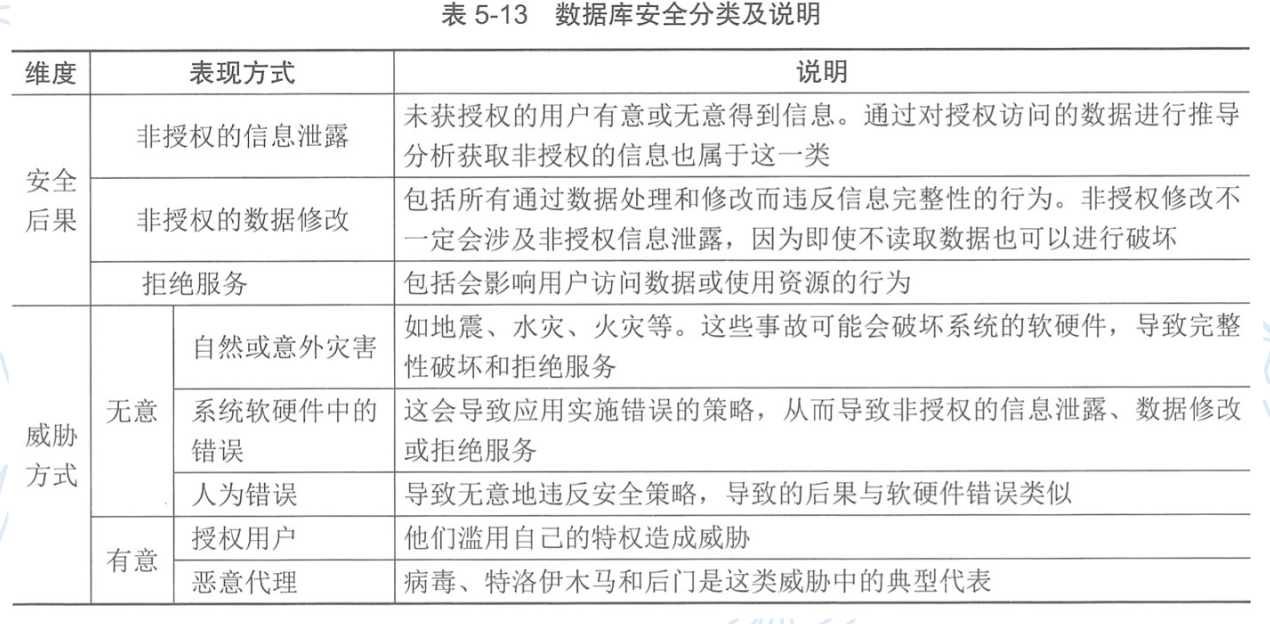 表 5-13 数据库安全分类及说明
维度 表现方式 说明
安全
后果
非授权的信息泄露
未获授权的用户有意或无意得到信息。通过对授权访问的数据进行推导
分析获取非授权的信息也属于这一类
非授权的数据修改
包括所有通过数据处理和修改而违反信息完整性的行为。非授权修改不
一定会涉及非授权信息泄露，因为即使不读取数据也可以进行破坏
拒绝服务
包括会影响用户访问数据或使用资源的行为
威胁
方式
无意
自然或意外灾害
如地震、水灾、火灾等。这些事故可能会破坏系统的软硬件，导致完整
性破坏和拒绝服务
系统软硬件中的
错误
这会导致应用实施错误的策略，从而导致非授权的信息泄露、数据修改
或拒绝服务
人为错误
导致无意地违反安全策略，导致的后果与软硬件错误类似
有意
授权用户
他们滥用自己的特权造成威胁
恶意代理
病毒、特洛伊木马和后门是这类威胁中的典型代表